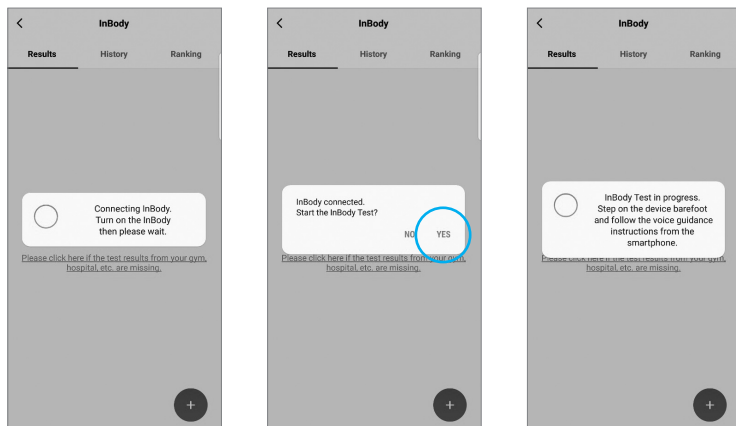 InBody
Results History Ranking
Connecting InBody.
Turn on the InBody
then please wait.
Please click here if the test results from your gym,
hospital, etc. are missing.
+
InBody
Results History Ranking
InBody connected.
Start the InBody Test?
NO YES
Please click here if the test results from your gym,
hospital, etc. are missing.
+
InBody
Results History Ranking
InBody Test in progress.
Step on the device barefoot
and follow the voice guidance
instructions from the
smartphone.
Please click here if the test results from your gym,
hospital, etc. are missing.
+